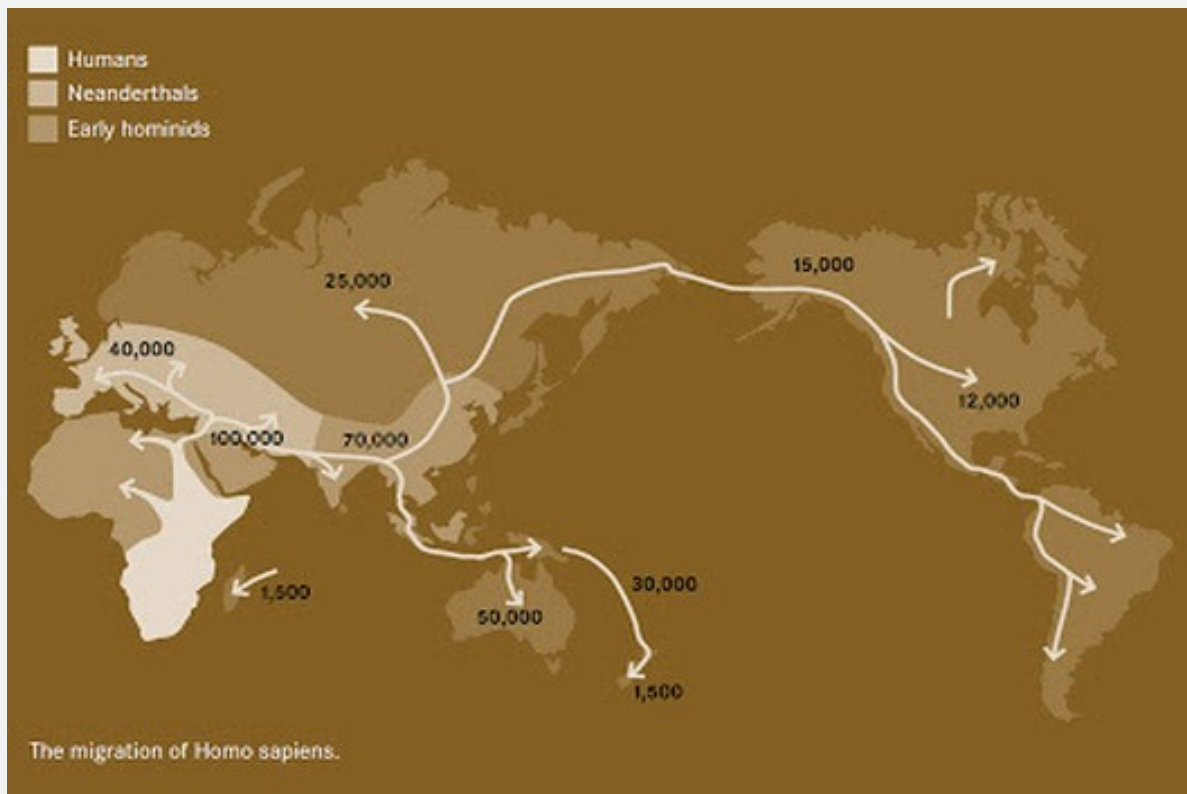 Humans
Neanderthals
Early hominids
15,000
25,000
40,000
12,000
100,000
70,000
30,000
1,500
50,000
1,500
The migration of Homo sapiens.